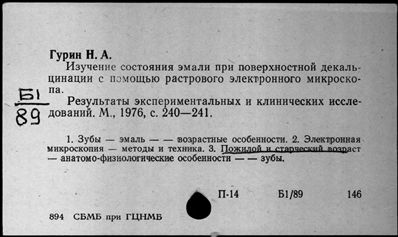 Гурин Н. А.
Изучение состояния эмали при поверхностной декаль-
цинации с помощью растрового электронного микроско-
па.
Б1
89
Результаты экспериментальных и клинических иссле-
дований. М., 1976, с. 240—241.
1. Зубы — эмаль — — возрастные особенности. 2. Электронная
микроскопия — методы и техника. 3. Пожилой и старческий возраст
— анатомо-физиологические особенности — — зубы.
П-14 Б1/89 146
894 СБМБ при ГЦНМБ